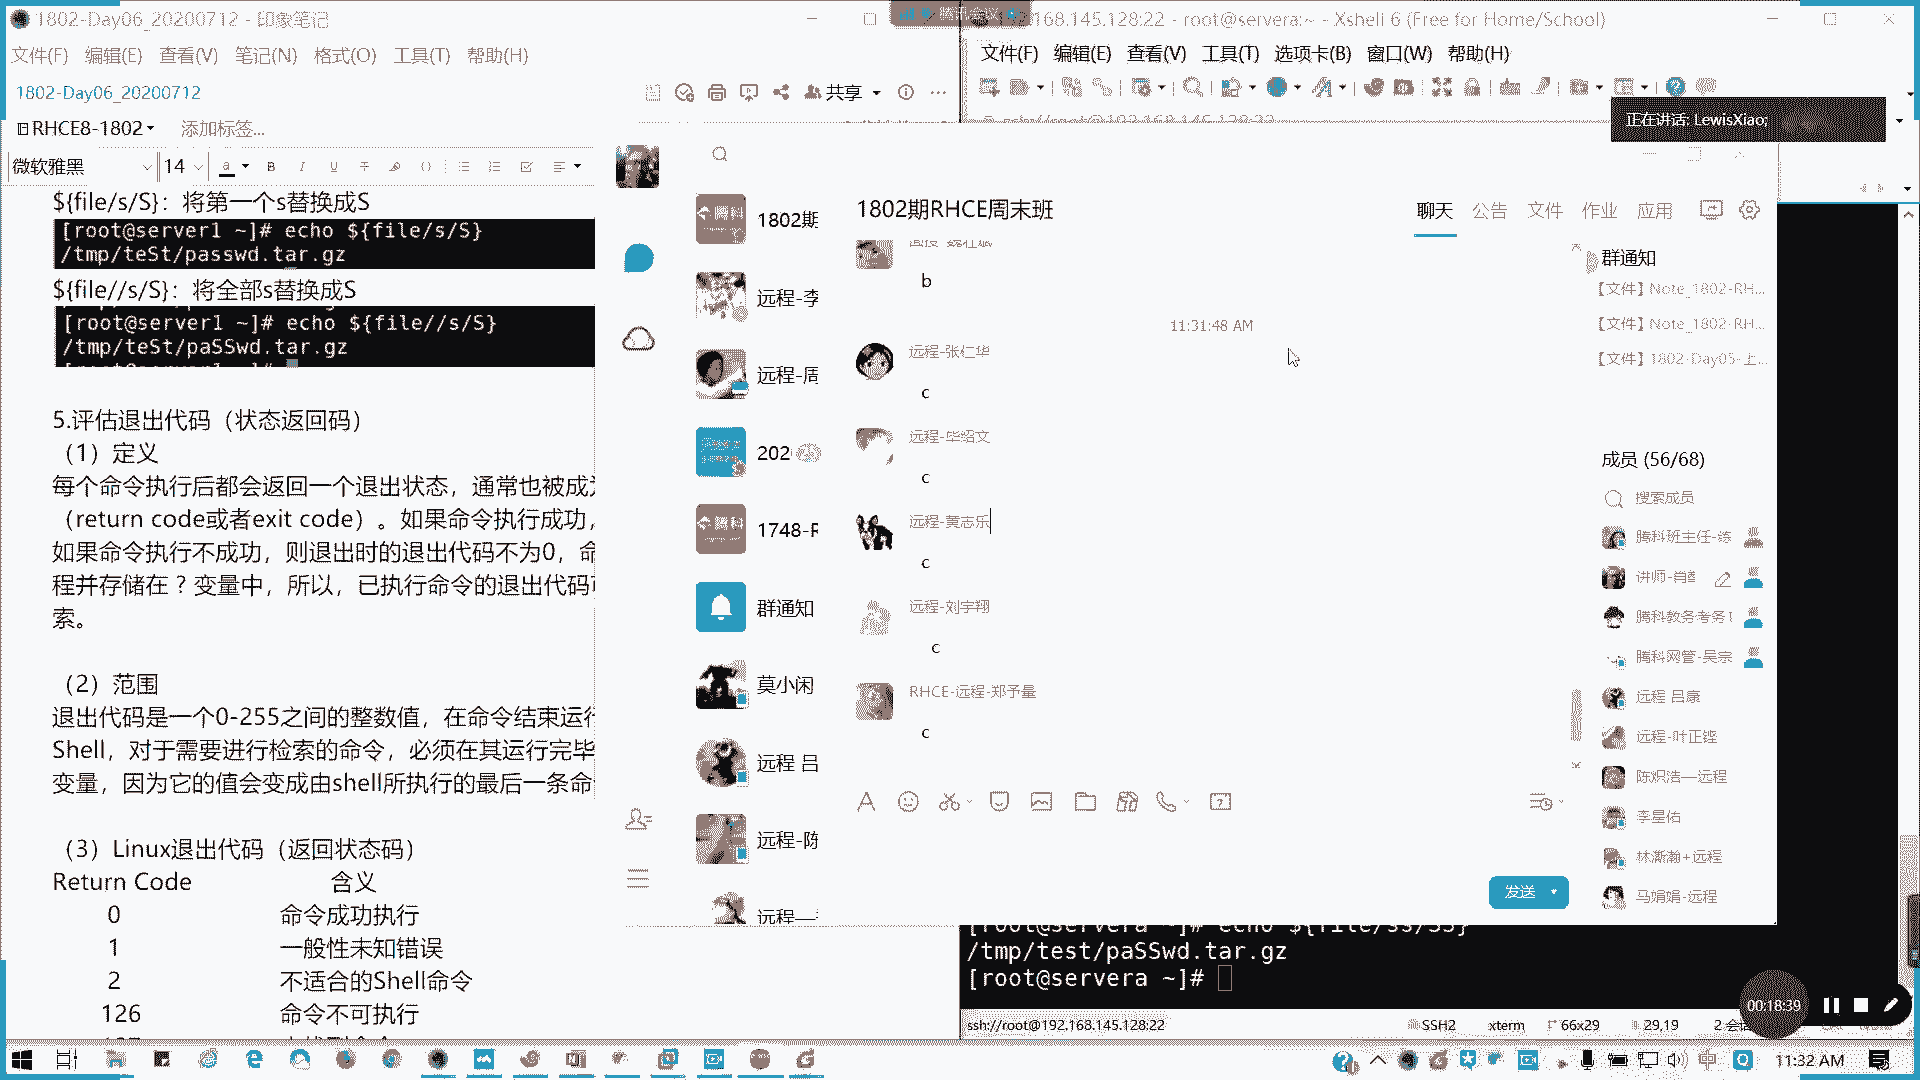 1802-Day06_20200712 - 印象笔记
文件(F) 编辑(E) 查看(V) 笔记(N) 格式(O) 工具(T) 帮助(H)
1802-Day06_20200712
共享
RHCE8-1802
添加标签...
微软雅黑
14
${file/s/S}：将第一个s替换成S
[root@server1 ~]# echo ${file/s/S}
/tmp/teSt/passwd.tar.gz
${file//s/S}：将全部s替换成S
[root@server1 ~]# echo ${file//s/S}
/tmp/teSt/paSSwd.tar.gz
5.评估退出代码（状态返回码）
（1）定义
每个命令执行后都会返回一个退出状态，通常也被成
（return code或者exit code）。如果命令执行成功，
如果命令执行不成功，则退出时的退出代码不为0，
程并存储在？变量中，所以，已执行命令的退出代码
索。
（2）范围
退出代码是一个0-255之间的整数值，在命令结束运
Shell，对于需要进行检索的命令，必须在其运行完毕
变量，因为它的值会变成由shell所执行的最后一条命
（3）Linux退出代码（返回状态码）
Return Code 含义
0 命令成功执行
1 一般性未知错误
2 不适合的Shell命令
126 命令不可执行
腾讯会议
168.145.128:22 - root@servera:~ - Xshell 6 (Free for Home/School)
文件(F) 编辑(E) 查看(V) 工具(T) 选项卡(B) 窗口(W) 帮助(H)
正在讲话: LewisXiao;
1802期
远程-李
远程-周
202
1748-R
群通知
莫小闲
远程 吕
远程-陈
1802期RHCE周末班
聊天 公告 文件 作业 应用
b
11:31:48 AM
远程-张仁华
c
远程-毕绍文
c
远程-黄志乐
c
远程-刘宇翔
c
RHCE-远程-郑予量
c
发送
群通知
【文件】Note_1802-RH...
【文件】Note_1802-RH...
【文件】1802-Day05-上...
成员 (56/68)
搜索成员
腾科班主任-练
讲师-肖
腾科教务考务
腾科网管-吴宗
远程 吕康
远程-叶正铿
陈炽浩—远程
李星佑
林澌瀚+远程
马娟娟-远程
/tmp/test/paSSwd.tar.gz
[root@servera ~]#
00:18:39
ssh://root@192.168.145.128:22
SSH2
xterm
66x29
29,19
11:32 AM